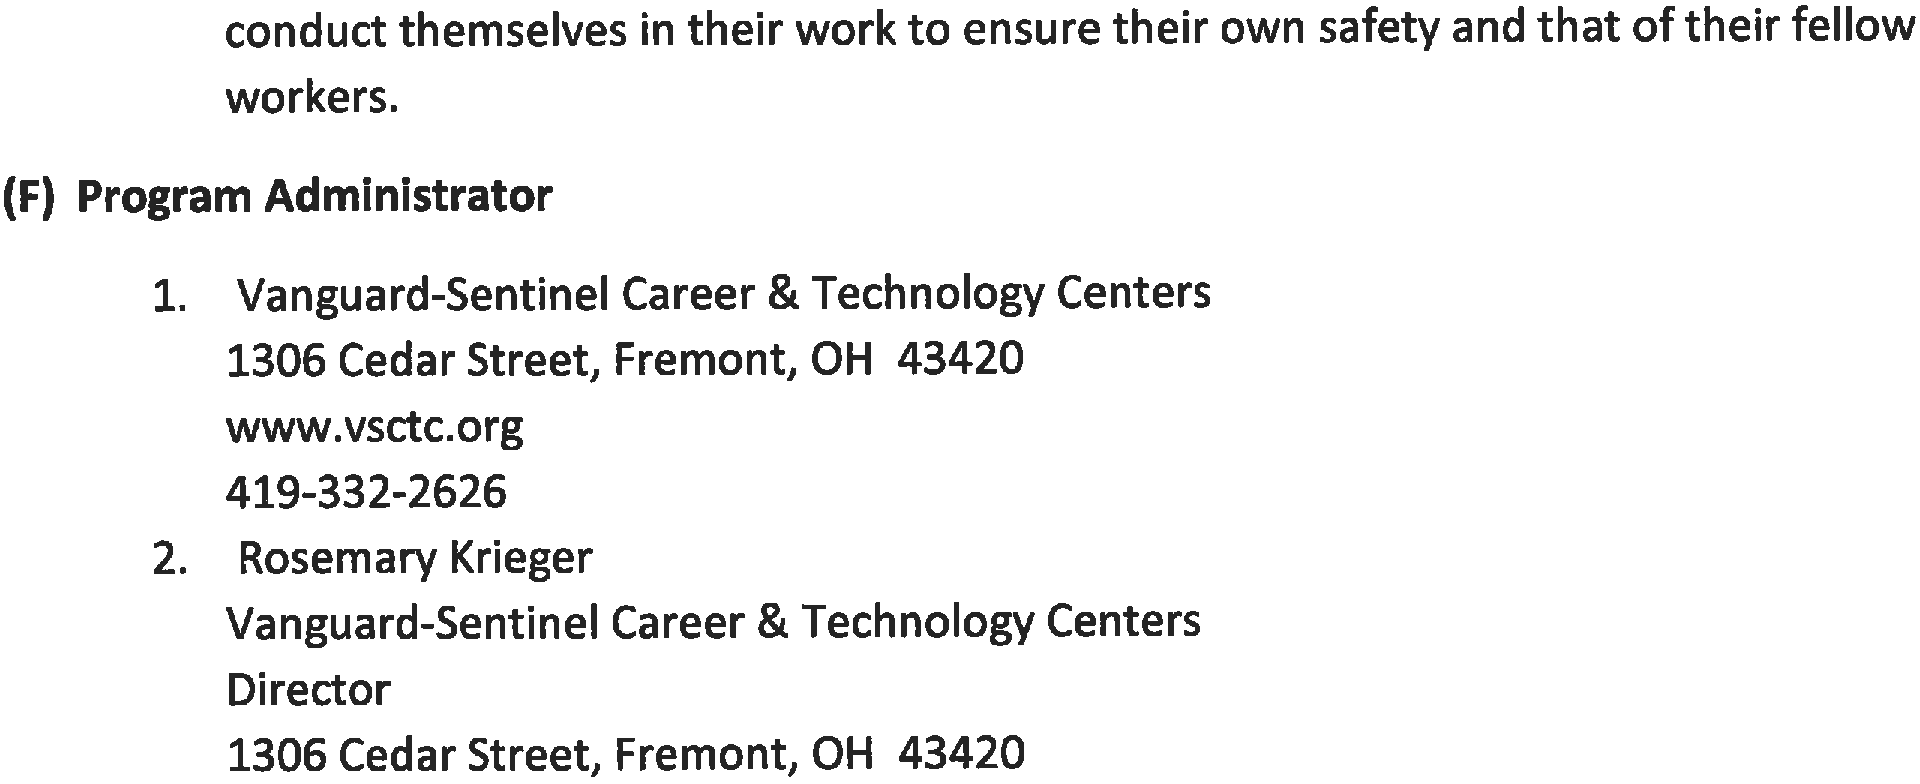 conduct themselves in their work to ensure their own safety and that of their fellow
workers.
(F) Program Administrator
1. Vanguard-Sentinel Career & Technology Centers
1306 Cedar Street, Fremont, OH 43420
www.vsctc.org
419-332-2626
2. Rosemary Krieger
Vanguard-Sentinel Career & Technology Centers
Director
1306 Cedar Street, Fremont, OH 43420